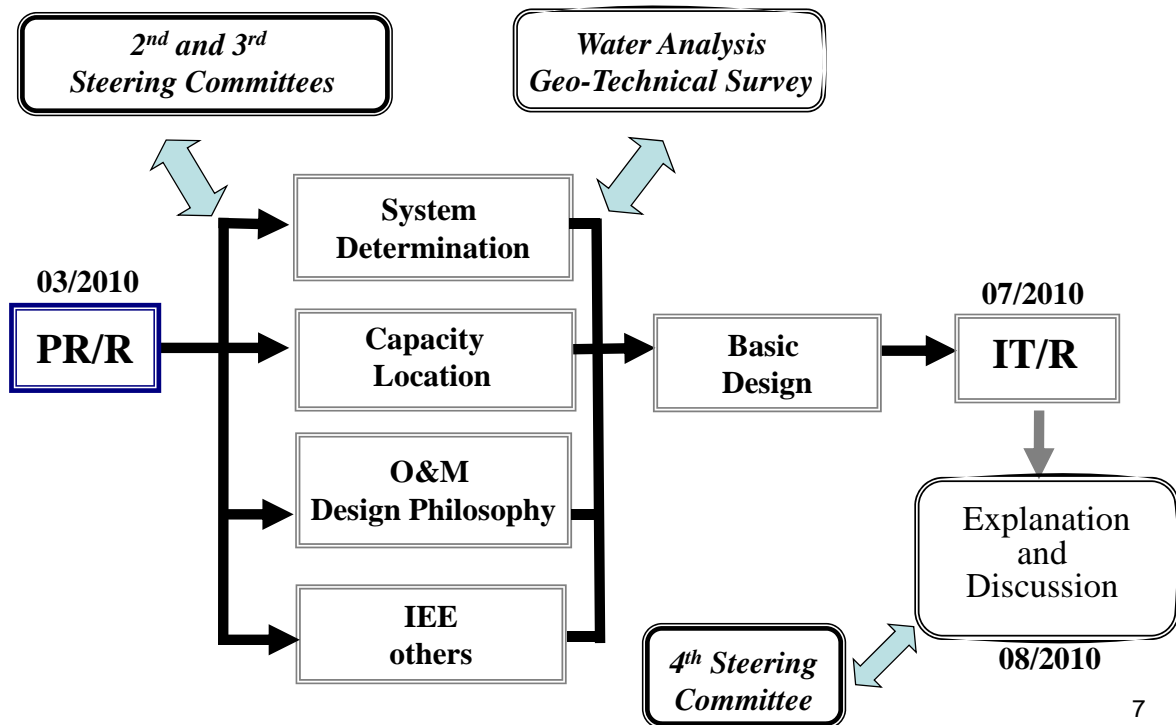 2nd and 3rd
Steering Committees
Water Analysis
Geo-Technical Survey
System
Determination
03/2010
PR/R
Capacity
Location
Basic
Design
07/2010
IT/R
O&M
Design Philosophy
Explanation
and
Discussion
IEE
others
4th Steering
Committee
08/2010
7